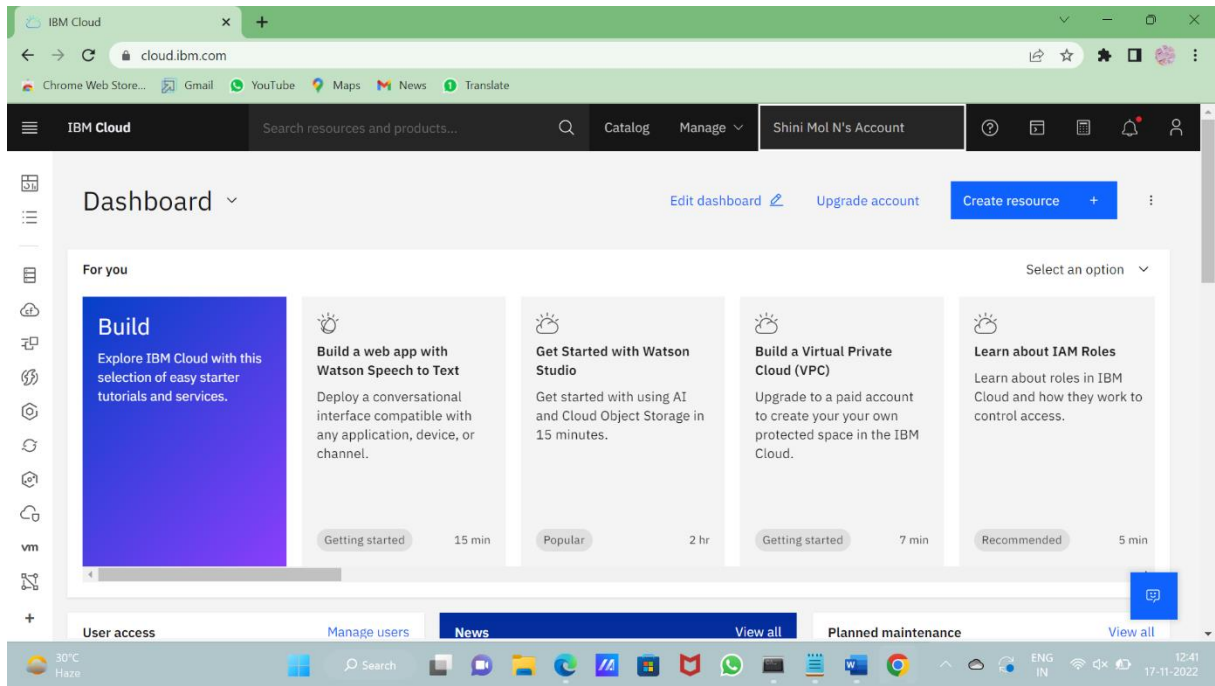 IBM Cloud
cloud.ibm.com
Chrome Web Store... Gmail YouTube Maps News Translate
IBM Cloud Search resources and products... Catalog Manage Shini Mol N's Account
Dashboard Edit dashboard Upgrade account Create resource +
For you Select an option
Build
Explore IBM Cloud with this
selection of easy starter
tutorials and services.
Build a web app with
Watson Speech to Text
Deploy a conversational
interface compatible with
any application, device, or
channel.
Getting started 15 min
Get Started with Watson
Studio
Get started with using AI
and Cloud Object Storage in
15 minutes.
Popular 2 hr
Build a Virtual Private
Cloud (VPC)
Upgrade to a paid account
to create your your own
protected space in the IBM
Cloud.
Getting started 7 min
Learn about IAM Roles
Learn about roles in IBM
Cloud and how they work to
control access.
Recommended 5 min
vm
User access Manage users News View all Planned maintenance View all
30°C
Haze
Search
ENG
IN
12:41
17-11-2022